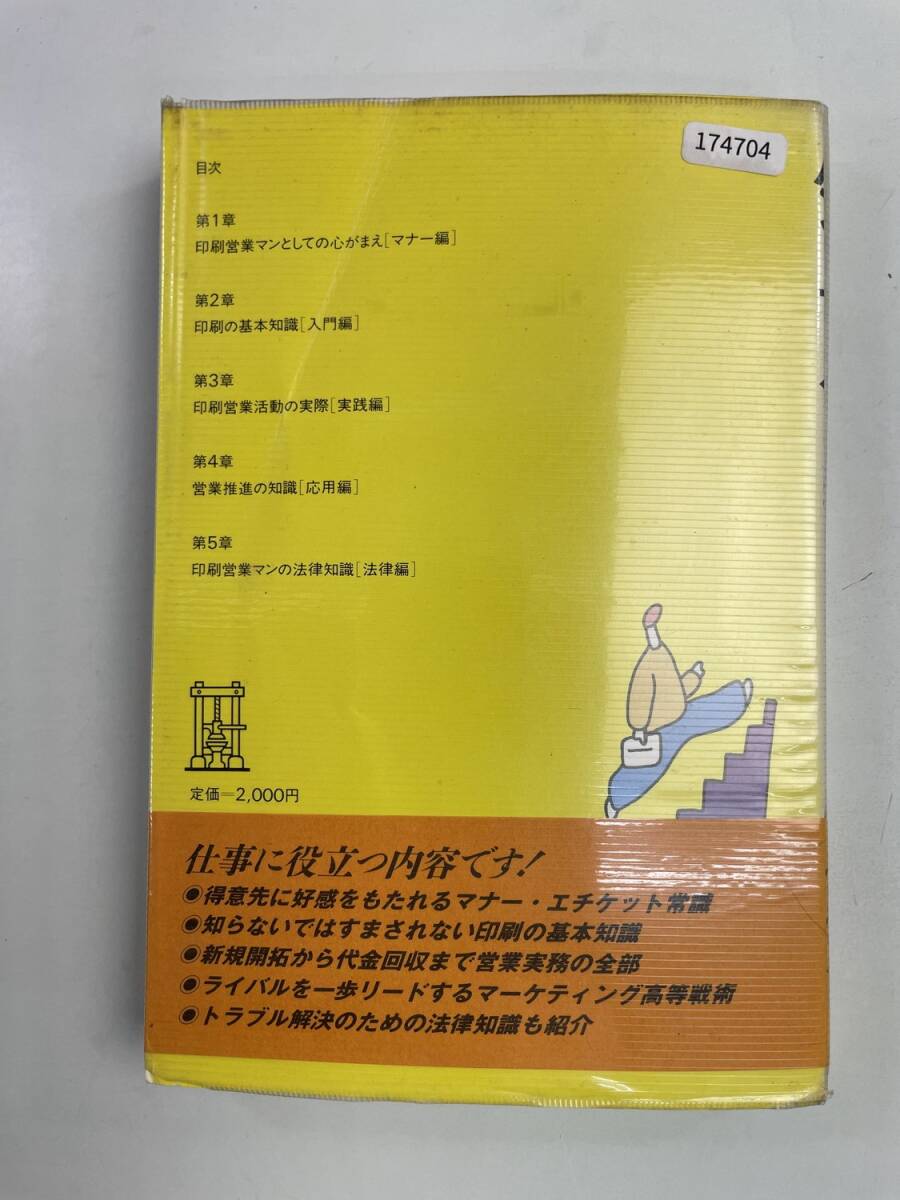 174704
目次
第1章
印刷営業マンとしての心がまえ[マナー編]
第2章
印刷の基本知識[入門編]
第3章
印刷営業活動の実際[実践編]
第4章
営業推進の知識[応用編]
第5章
印刷営業マンの法律知識[法律編]
定価=2,000円
仕事に役立つ内容です!
●得意先に好感をもたれるマナー・エチケット常識
●知らないではすまされない印刷の基本知識
●新規開拓から代金回収まで営業実務の全部
●ライバルを一歩リードするマーケティング高等戦術
●トラブル解決のための法律知識も紹介